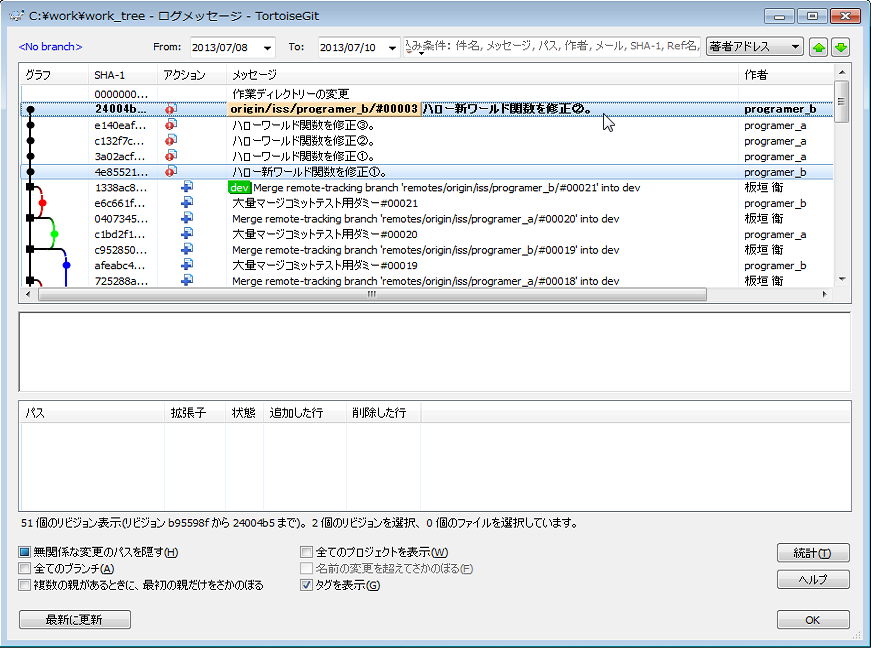 C:¥work¥work_tree - ログメッセージ - TortoiseGit
<No branch> From: 2013/07/08 To: 2013/07/10 込み条件: 件名, メッセージ, パス, 作者, メール, SHA-1, Ref名, 著者アドレス
グラフ SHA-1 アクション メッセージ 作者
0000000... 作業ディレクトリーの変更
24004b... origin/iss/programer_b/#00003 ハロー新ワールド関数を修正②。 programer_b
e140eaf... ハローワールド関数を修正③。 programer_a
c132f7c... ハローワールド関数を修正②。 programer_a
3a02acf... ハローワールド関数を修正①。 programer_a
4e85521... ハロー新ワールド関数を修正①。 programer_b
1338ac8... dev Merge remote-tracking branch 'remotes/origin/iss/programer_b/#00021' into dev 板垣 衛
e6c661f... 大量マージコミットテスト用ダミー#00021 programer_b
0407345... Merge remote-tracking branch 'remotes/origin/iss/programer_a/#00020' into dev 板垣 衛
c1bd2f1... 大量マージコミットテスト用ダミー#00020 programer_a
c952850... Merge remote-tracking branch 'remotes/origin/iss/programer_b/#00019' into dev 板垣 衛
afeabc4... 大量マージコミットテスト用ダミー#00019 programer_b
725288a... Merge remote-tracking branch 'remotes/origin/iss/programer_a/#00018' into dev 板垣 衛
パス 拡張子 状態 追加した行 削除した行
51 個のリビジョン表示(リビジョン b95598f から 24004b5 まで)。2 個のリビジョンを選択、0 個のファイルを選択しています。
無関係な変更のパスを隠す(H) 全てのプロジェクトを表示(W) 統計(T)
全てのブランチ(A) 名前の変更を超えてさかのぼる(F)
複数の親があるときに、最初の親だけをさかのぼる タグを表示(G) ヘルプ
最新に更新 OK